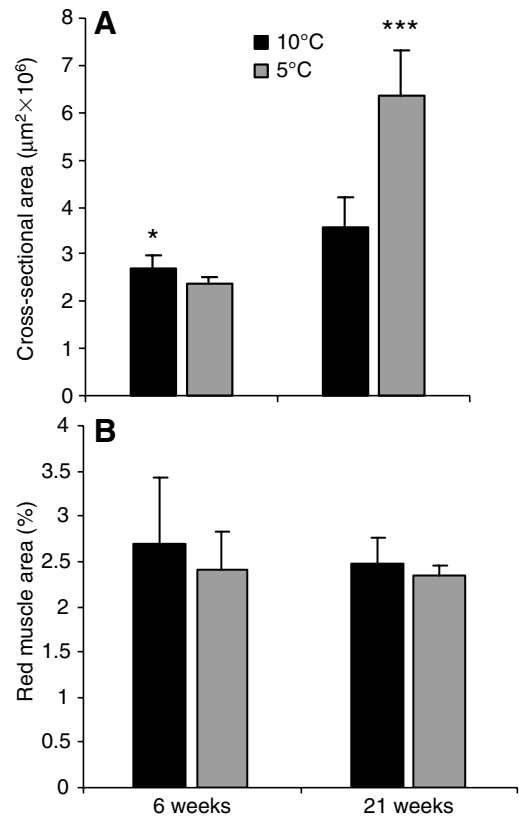 A
8
7
6
5
4
3
2
1
0
Cross-sectional area (μm²×10⁶)
10°C
5°C
*
***
B
4
3.5
3
2.5
2
1.5
1
0.5
0
Red muscle area (%)
6 weeks
21 weeks